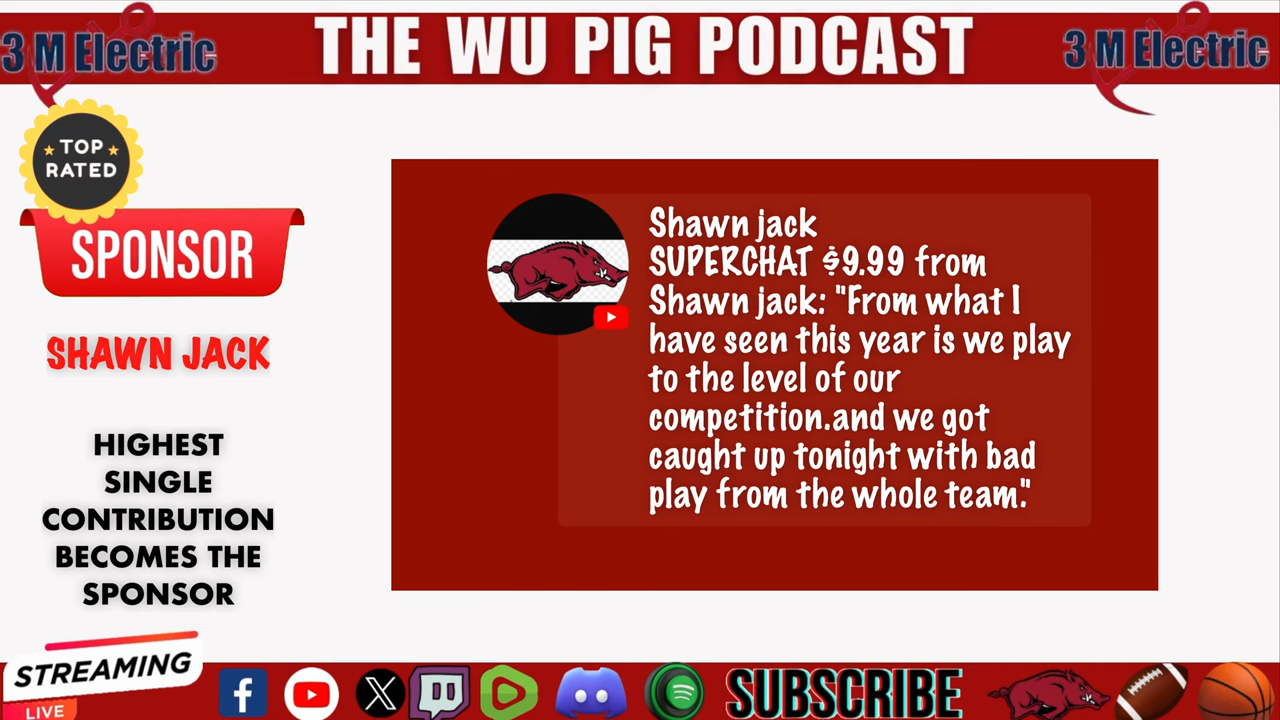 3 M Electric
THE WU PIG PODCAST
3 M Electric
TOP
RATED
SPONSOR
SHAWN JACK
HIGHEST
SINGLE
CONTRIBUTION
BECOMES THE
SPONSOR
Shawn jack
SUPERCHAT $9.99 from
Shawn jack: "From what I
have seen this year is we play
to the level of our
competition.and we got
caught up tonight with bad
play from the whole team."
STREAMING
LIVE
SUBSCRIBE